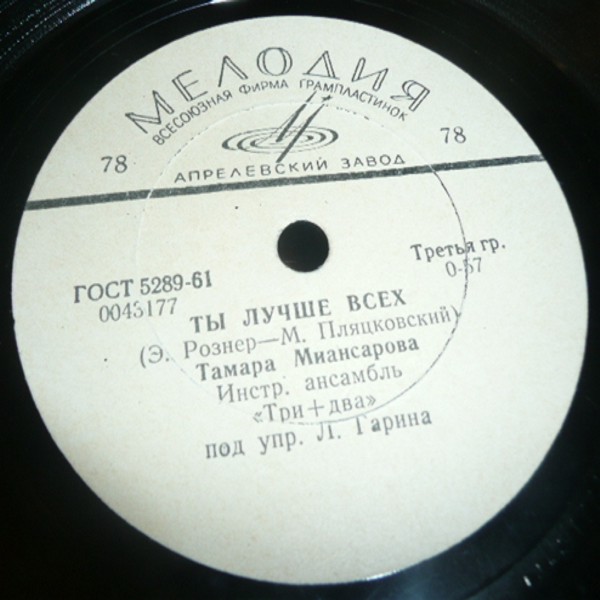 МЕЛОДИЯ
ВСЕСОЮЗНАЯ ФИРМА ГРАМПЛАСТИНОК
78 78
АПРЕЛЕВСКИЙ ЗАВОД
ГОСТ 5289-61 Третья гр.
0045177 0-57
ТЫ ЛУЧШЕ ВСЕХ
(Э. Рознер—М. Пляцковский)
Тамара Миансарова
Инстр. ансамбль
«Три+два»
под упр. Л. Гарина